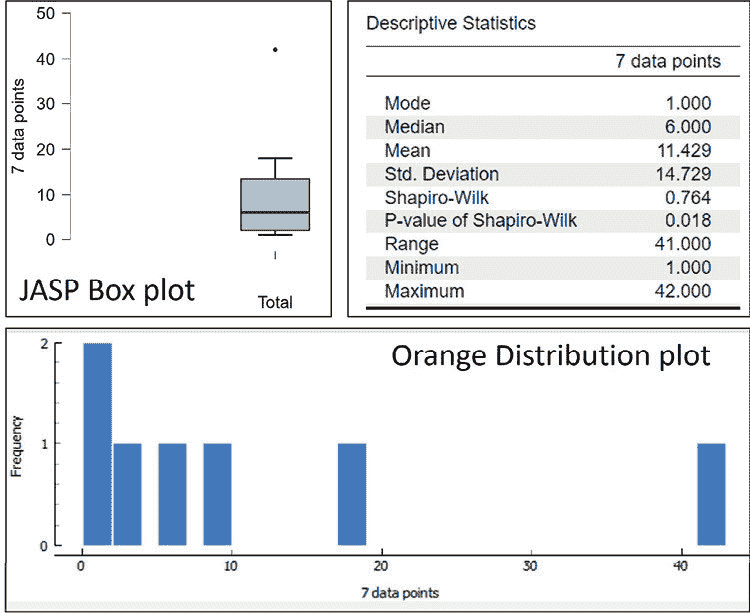 50
40
30
20
10
0
7 data points
JASP Box plot
Total
Descriptive Statistics
7 data points
Mode 1.000
Median 6.000
Mean 11.429
Std. Deviation 14.729
Shapiro-Wilk 0.764
P-value of Shapiro-Wilk 0.018
Range 41.000
Minimum 1.000
Maximum 42.000
Orange Distribution plot
2
1
0
Frequency
0 10 20 30 40
7 data points